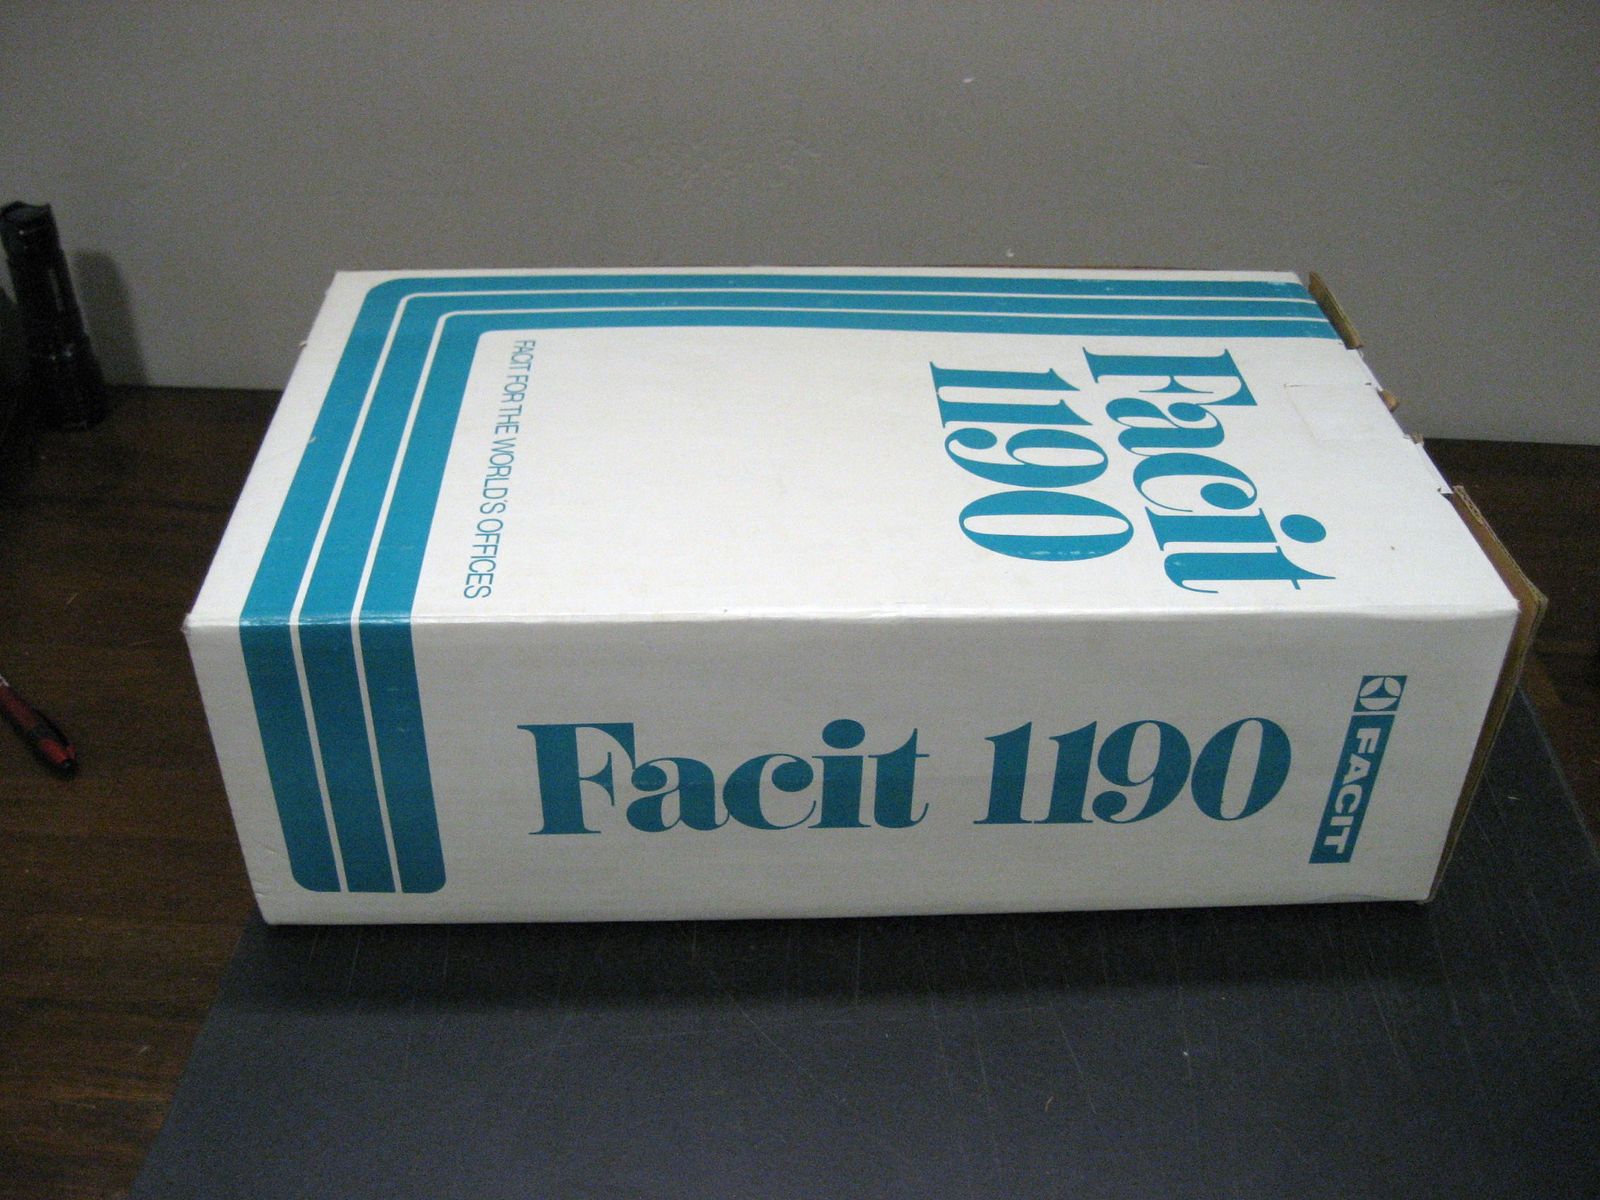 Facit
1190
FACIT FOR THE WORLD'S OFFICES
Facit 1190
FACIT